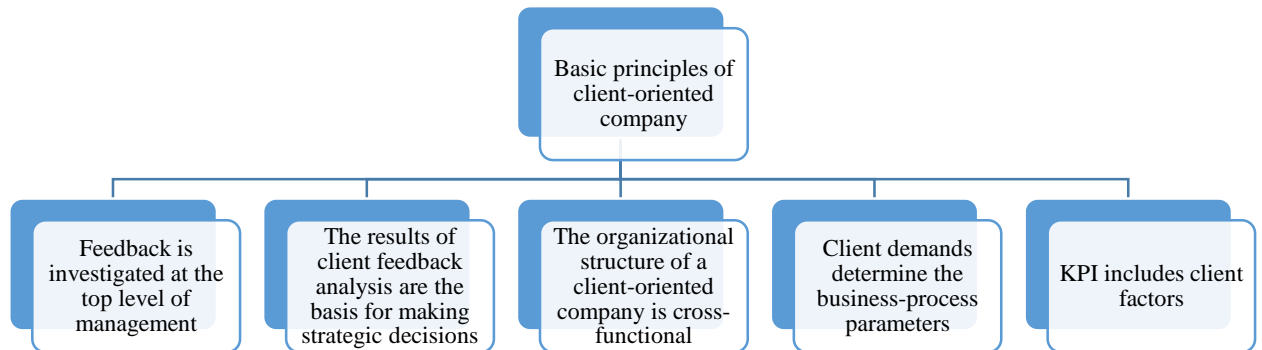 Basic principles of
client-oriented
company
Feedback is
investigated at the
top level of
management
The results of
client feedback
analysis are the
basis for making
strategic decisions
The organizational
structure of a
client-oriented
company is cross-
functional
Client demands
determine the
business-process
parameters
KPI includes client
factors